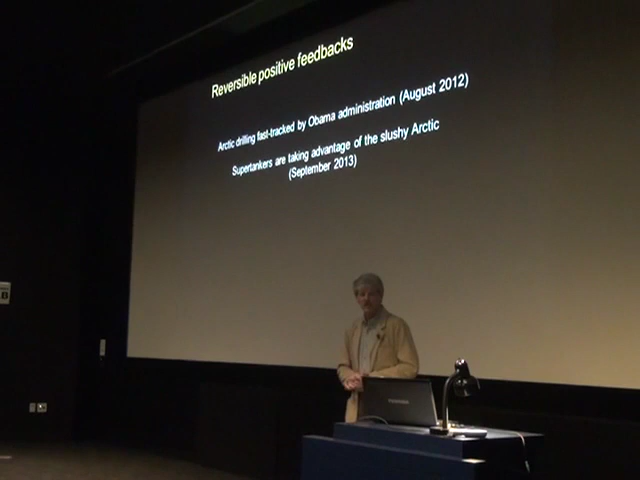 Reversible positive feedbacks
Arctic drilling fast-tracked by Obama administration (August 2012)
Supertankers are taking advantage of the slushy Arctic
(September 2013)